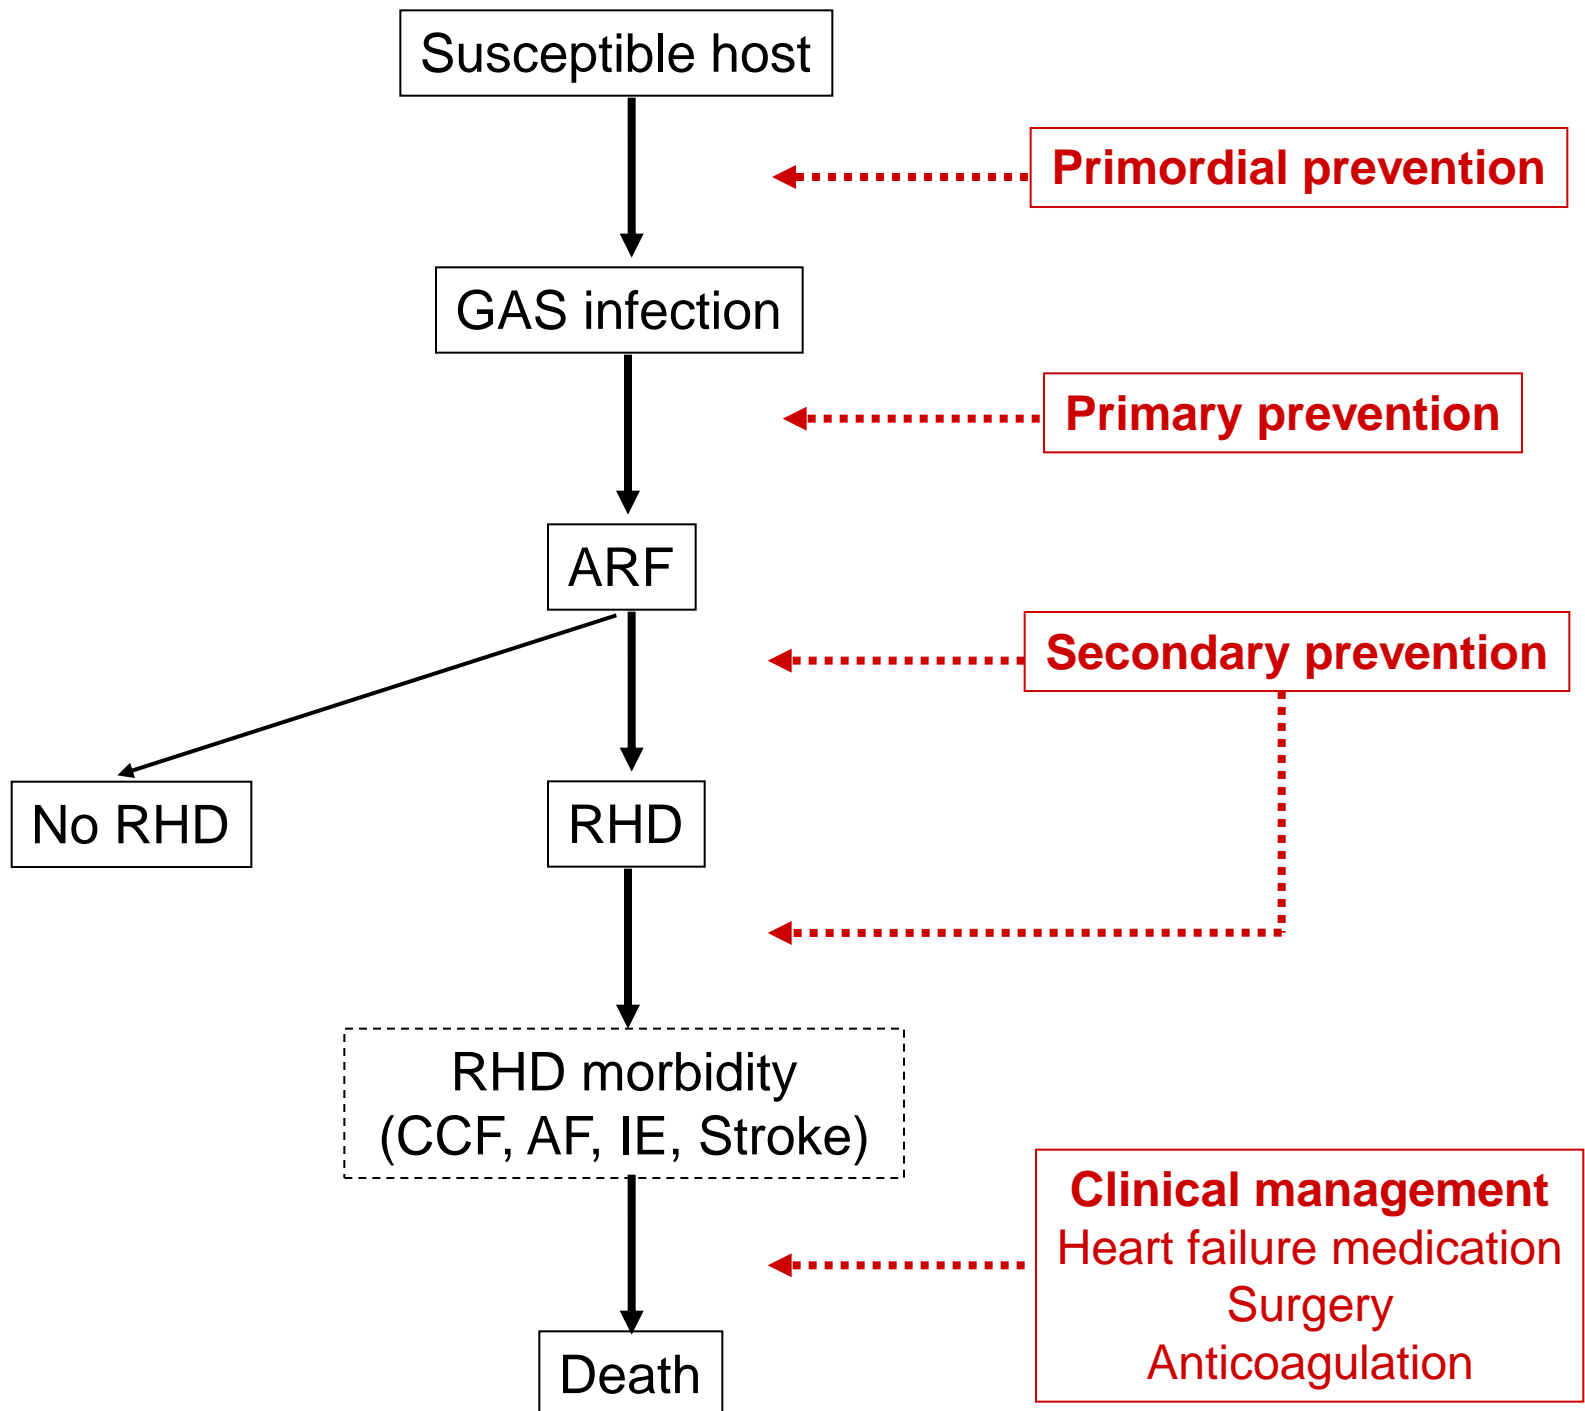 Susceptible host
Primordial prevention
GAS infection
Primary prevention
ARF
Secondary prevention
No RHD
RHD
RHD morbidity
(CCF, AF, IE, Stroke)
Clinical management
Heart failure medication
Surgery
Anticoagulation
Death